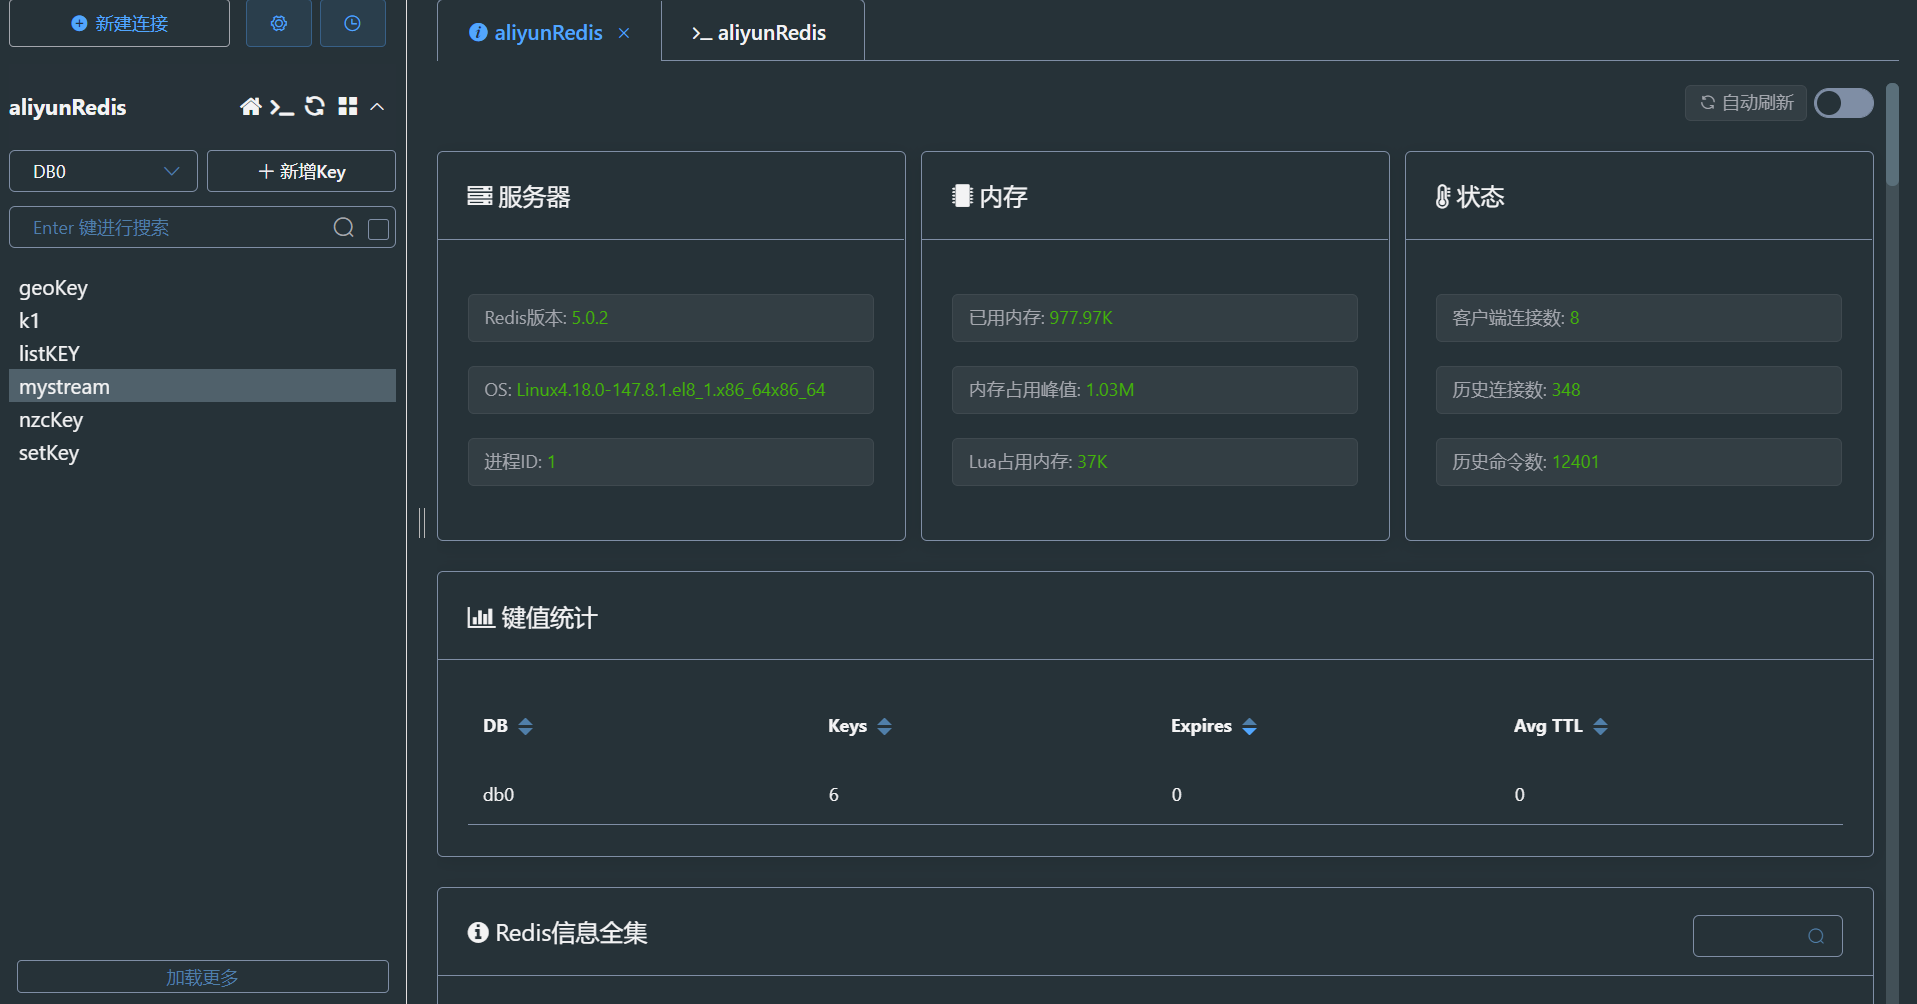 新建连接
aliyunRedis
DB0
新增Key
Enter 键进行搜索
geoKey
k1
listKEY
mystream
nzcKey
setKey
加载更多
aliyunRedis
aliyunRedis
自动刷新
服务器
Redis版本: 5.0.2
OS: Linux4.18.0-147.8.1.el8_1.x86_64x86_64
进程ID: 1
内存
已用内存: 977.97K
内存占用峰值: 1.03M
Lua占用内存: 37K
状态
客户端连接数: 8
历史连接数: 348
历史命令数: 12401
键值统计
DB Keys Expires Avg TTL
db0 6 0 0
Redis信息全集